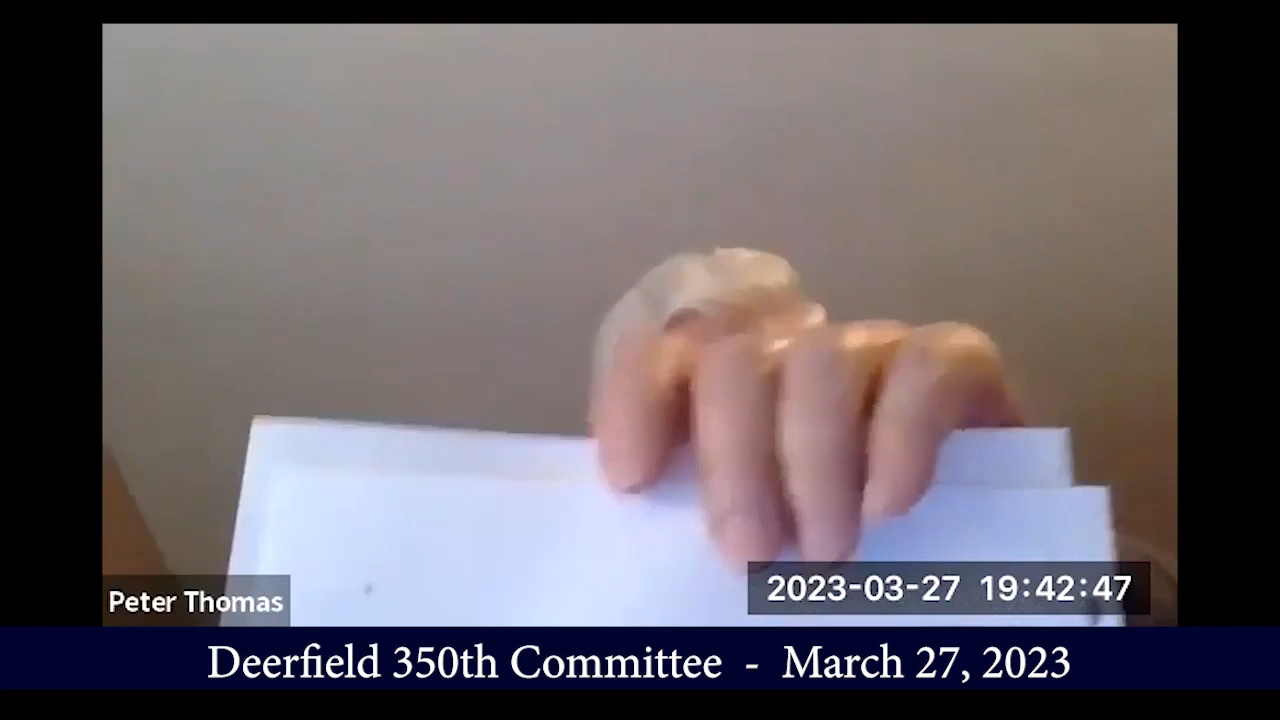 Peter Thomas
2023-03-27 19:42:47
Deerfield 350th Committee - March 27, 2023